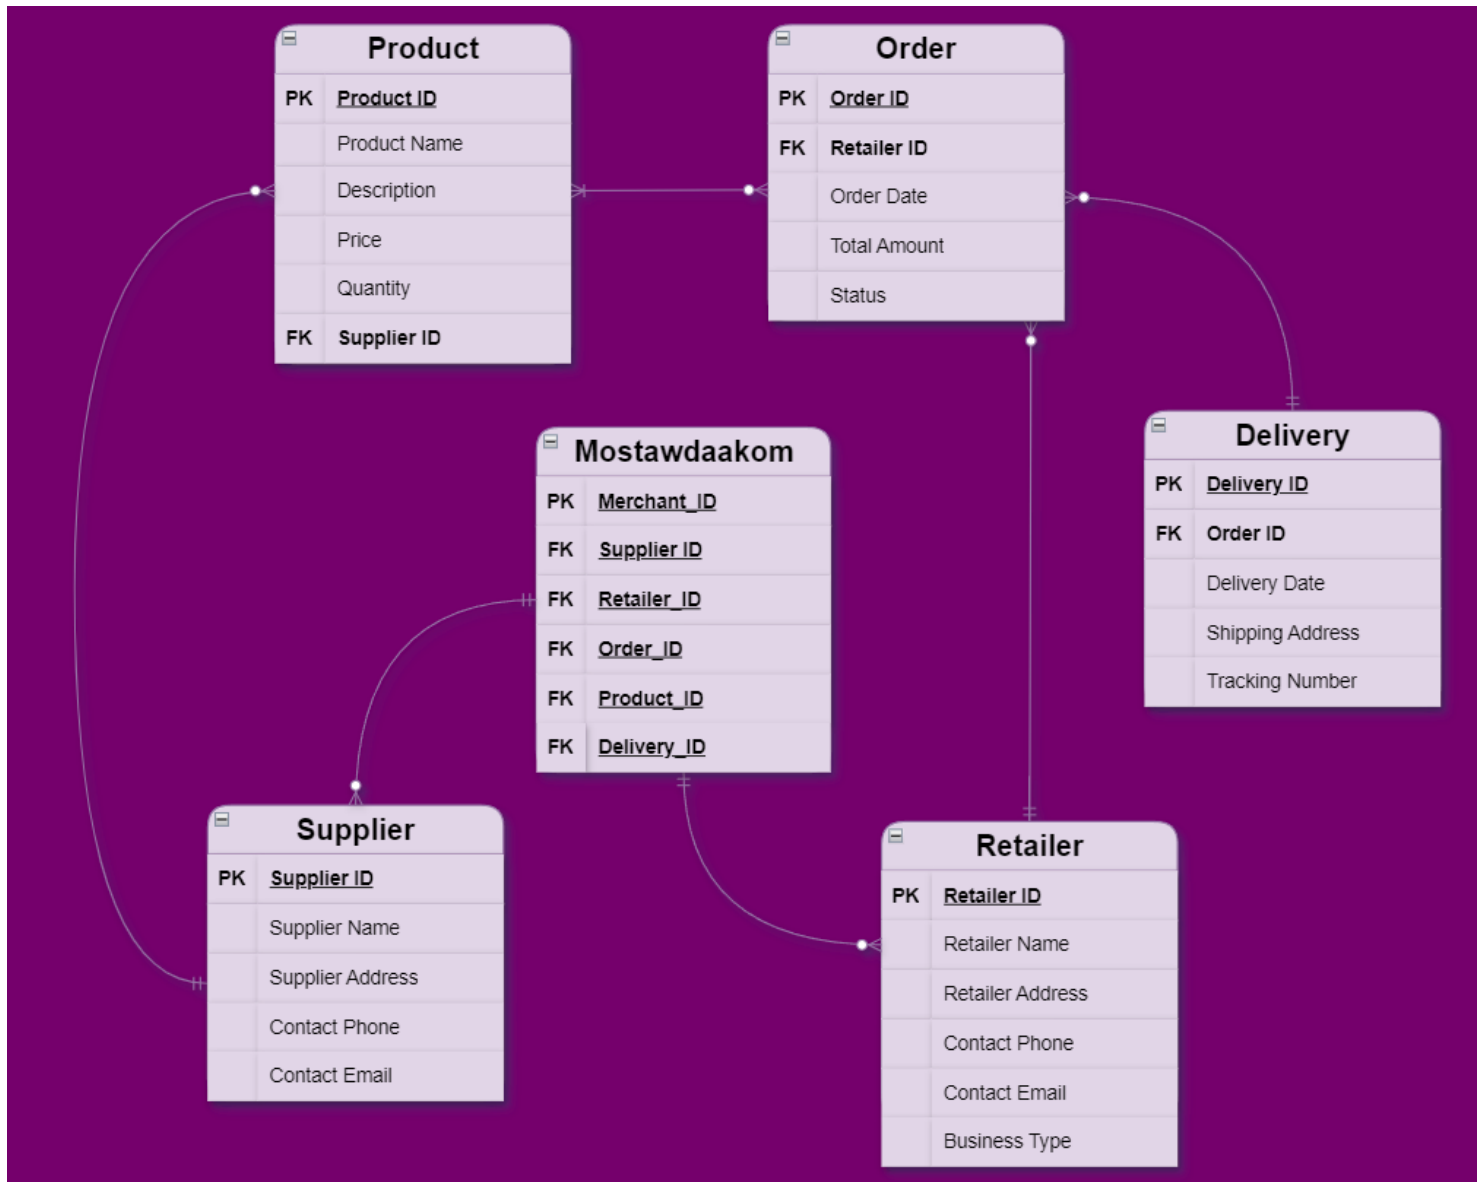 Product
PK Product ID
Product Name
Description
Price
Quantity
FK Supplier ID
Order
PK Order ID
FK Retailer ID
Order Date
Total Amount
Status
Mostawdaakom
PK Merchant_ID
FK Supplier ID
FK Retailer_ID
FK Order_ID
FK Product_ID
FK Delivery_ID
Delivery
PK Delivery ID
FK Order ID
Delivery Date
Shipping Address
Tracking Number
Supplier
PK Supplier ID
Supplier Name
Supplier Address
Contact Phone
Contact Email
Retailer
PK Retailer ID
Retailer Name
Retailer Address
Contact Phone
Contact Email
Business Type